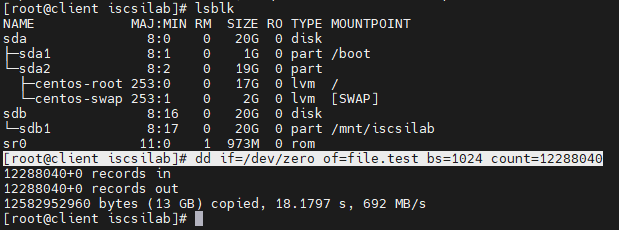 [root@client iscsilab]# lsblk
NAME            MAJ:MIN RM  SIZE RO TYPE MOUNTPOINT
sda               8:0    0   20G  0 disk
├─sda1            8:1    0    1G  0 part /boot
└─sda2            8:2    0   19G  0 part
  ├─centos-root 253:0    0   17G  0 lvm  /
  └─centos-swap 253:1    0    2G  0 lvm  [SWAP]
sdb               8:16   0   20G  0 disk
└─sdb1            8:17   0   20G  0 part /mnt/iscsilab
sr0              11:0    1  973M  0 rom
[root@client iscsilab]# dd if=/dev/zero of=file.test bs=1024 count=12288040
12288040+0 records in
12288040+0 records out
12582952960 bytes (13 GB) copied, 18.1797 s, 692 MB/s
[root@client iscsilab]#